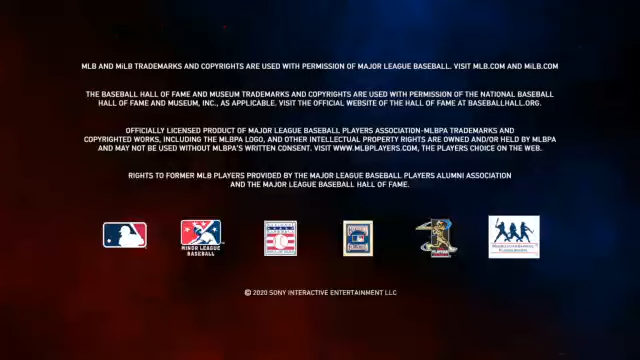 MLB AND MiLB TRADEMARKS AND COPYRIGHTS ARE USED WITH PERMISSION OF MAJOR LEAGUE BASEBALL. VISIT MLB.COM AND MiLB.COM
THE BASEBALL HALL OF FAME AND MUSEUM TRADEMARKS AND COPYRIGHTS ARE USED WITH PERMISSION OF THE NATIONAL BASEBALL
HALL OF FAME AND MUSEUM, INC., AS APPLICABLE. VISIT THE OFFICIAL WEBSITE OF THE HALL OF FAME AT BASEBALLHALL.ORG.
OFFICIALLY LICENSED PRODUCT OF MAJOR LEAGUE BASEBALL PLAYERS ASSOCIATION-MLBPA TRADEMARKS AND
COPYRIGHTED WORKS, INCLUDING THE MLBPA LOGO, AND OTHER INTELLECTUAL PROPERTY RIGHTS ARE OWNED AND/OR HELD BY MLBPA
AND MAY NOT BE USED WITHOUT MLBPA'S WRITTEN CONSENT. VISIT WWW.MLBPLAYERS.COM, THE PLAYERS CHOICE ON THE WEB.
RIGHTS TO FORMER MLB PLAYERS PROVIDED BY THE MAJOR LEAGUE BASEBALL PLAYERS ALUMNI ASSOCIATION
AND THE MAJOR LEAGUE BASEBALL HALL OF FAME.
MINOR LEAGUE
BASEBALL
© 2020 SONY INTERACTIVE ENTERTAINMENT LLC